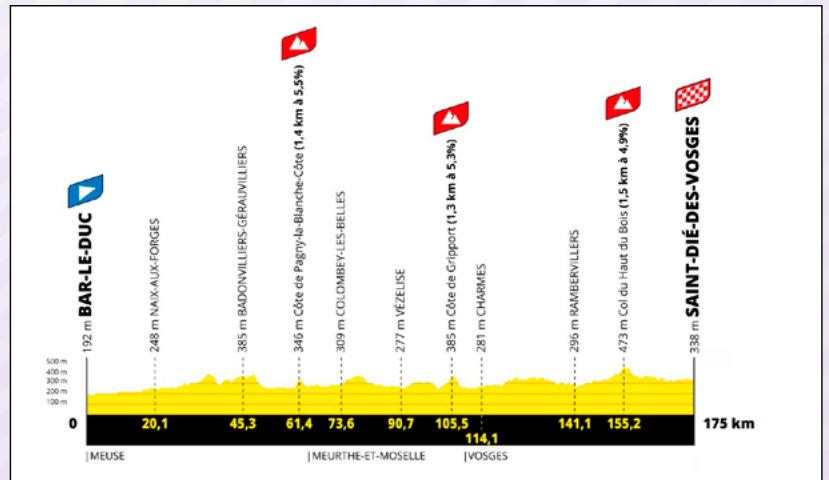 192 m BAR-LE-DUC
248 m NAIX-AUX-FORGES
385 m BADONVILLIERS-GÉRAUVILLIERS
346 m Côte de Pagny-la-Blanche-Côte (1,4 km à 5,5%)
309 m COLOMBEY-LES-BELLES
277 m VÉZELISE
385 m Côte de Gripport (1,3 km à 5,3%)
281 m CHARMES
296 m RAMBERVILLERS
473 m Col du Haut du Bois (1,5 km à 4,9%)
338 m SAINT-DIÉ-DES-VOSGES
500 m
400 m
300 m
200 m
100 m
0 20,1 45,3 61,4 73,6 90,7 105,5 141,1 155,2 175 km
114,1
|MEUSE |MEURTHE-ET-MOSELLE |VOSGES